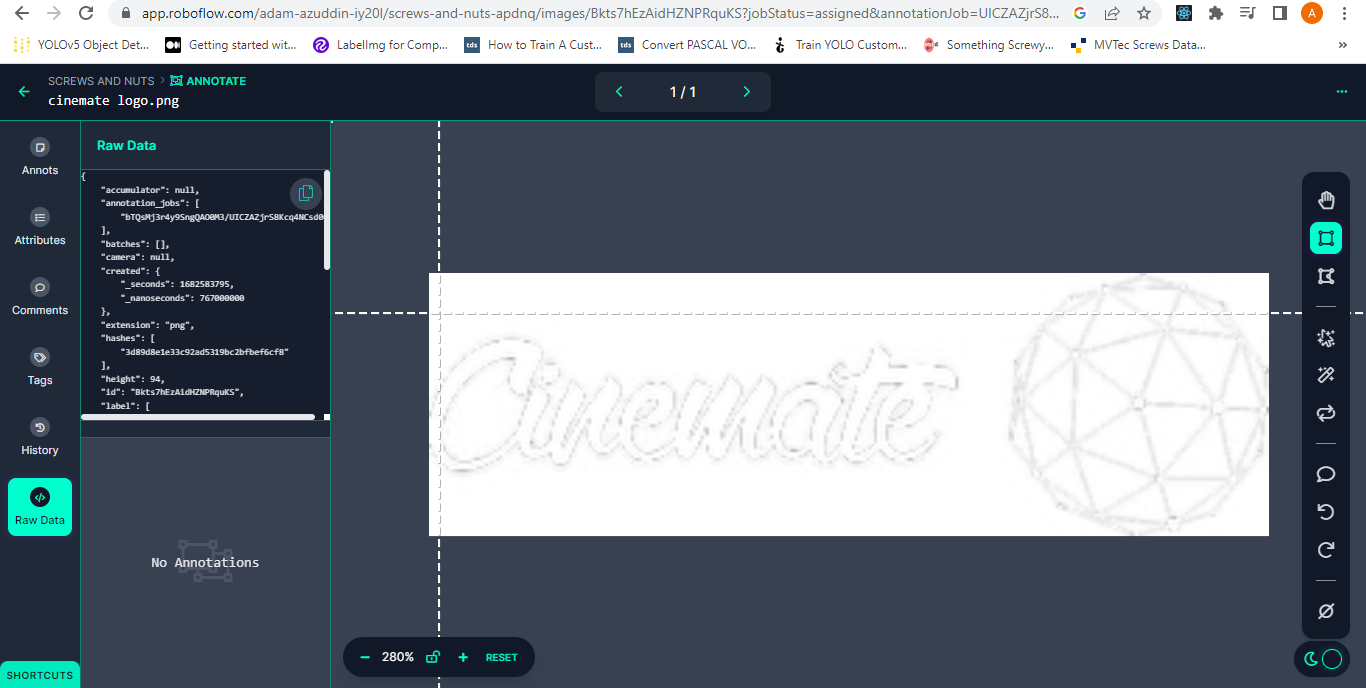 app.roboflow.com/adam-azuddin-iy20l/screws-and-nuts-apdnq/images/Bkts7hEzAidHZNPRquKS?jobStatus=assigned&annotationJob=UICZAZjrS8...
A
YOLOv5 Object Det...
Getting started wit...
LabelImg for Comp...
tds
How to Train A Cust...
tds
Convert PASCAL VO...
Train YOLO Custom...
Something Screwy...
MVTec Screws Data...
SCREWS AND NUTS > ANNOTATE
cinemate logo.png
1 / 1
Annots
Attributes
Comments
Tags
History
Raw Data
SHORTCUTS
Raw Data
{
"accumulator": null,
"annotation_jobs": [
"bTQsMj3r4y9SngQAO0M3/UICZAZjrS8Kcq4NCsd0
],
"batches": [],
"camera": null,
"created": {
"_seconds": 1682583795,
"_nanoseconds": 767000000
},
"extension": "png",
"hashes": [
"3d89d8e1e33c92ad5319bc2bfbef6cf8"
],
"height": 94,
"id": "Bkts7hEzAidHZNPRquKS",
"label": [
No Annotations
Cinemate
280%
RESET